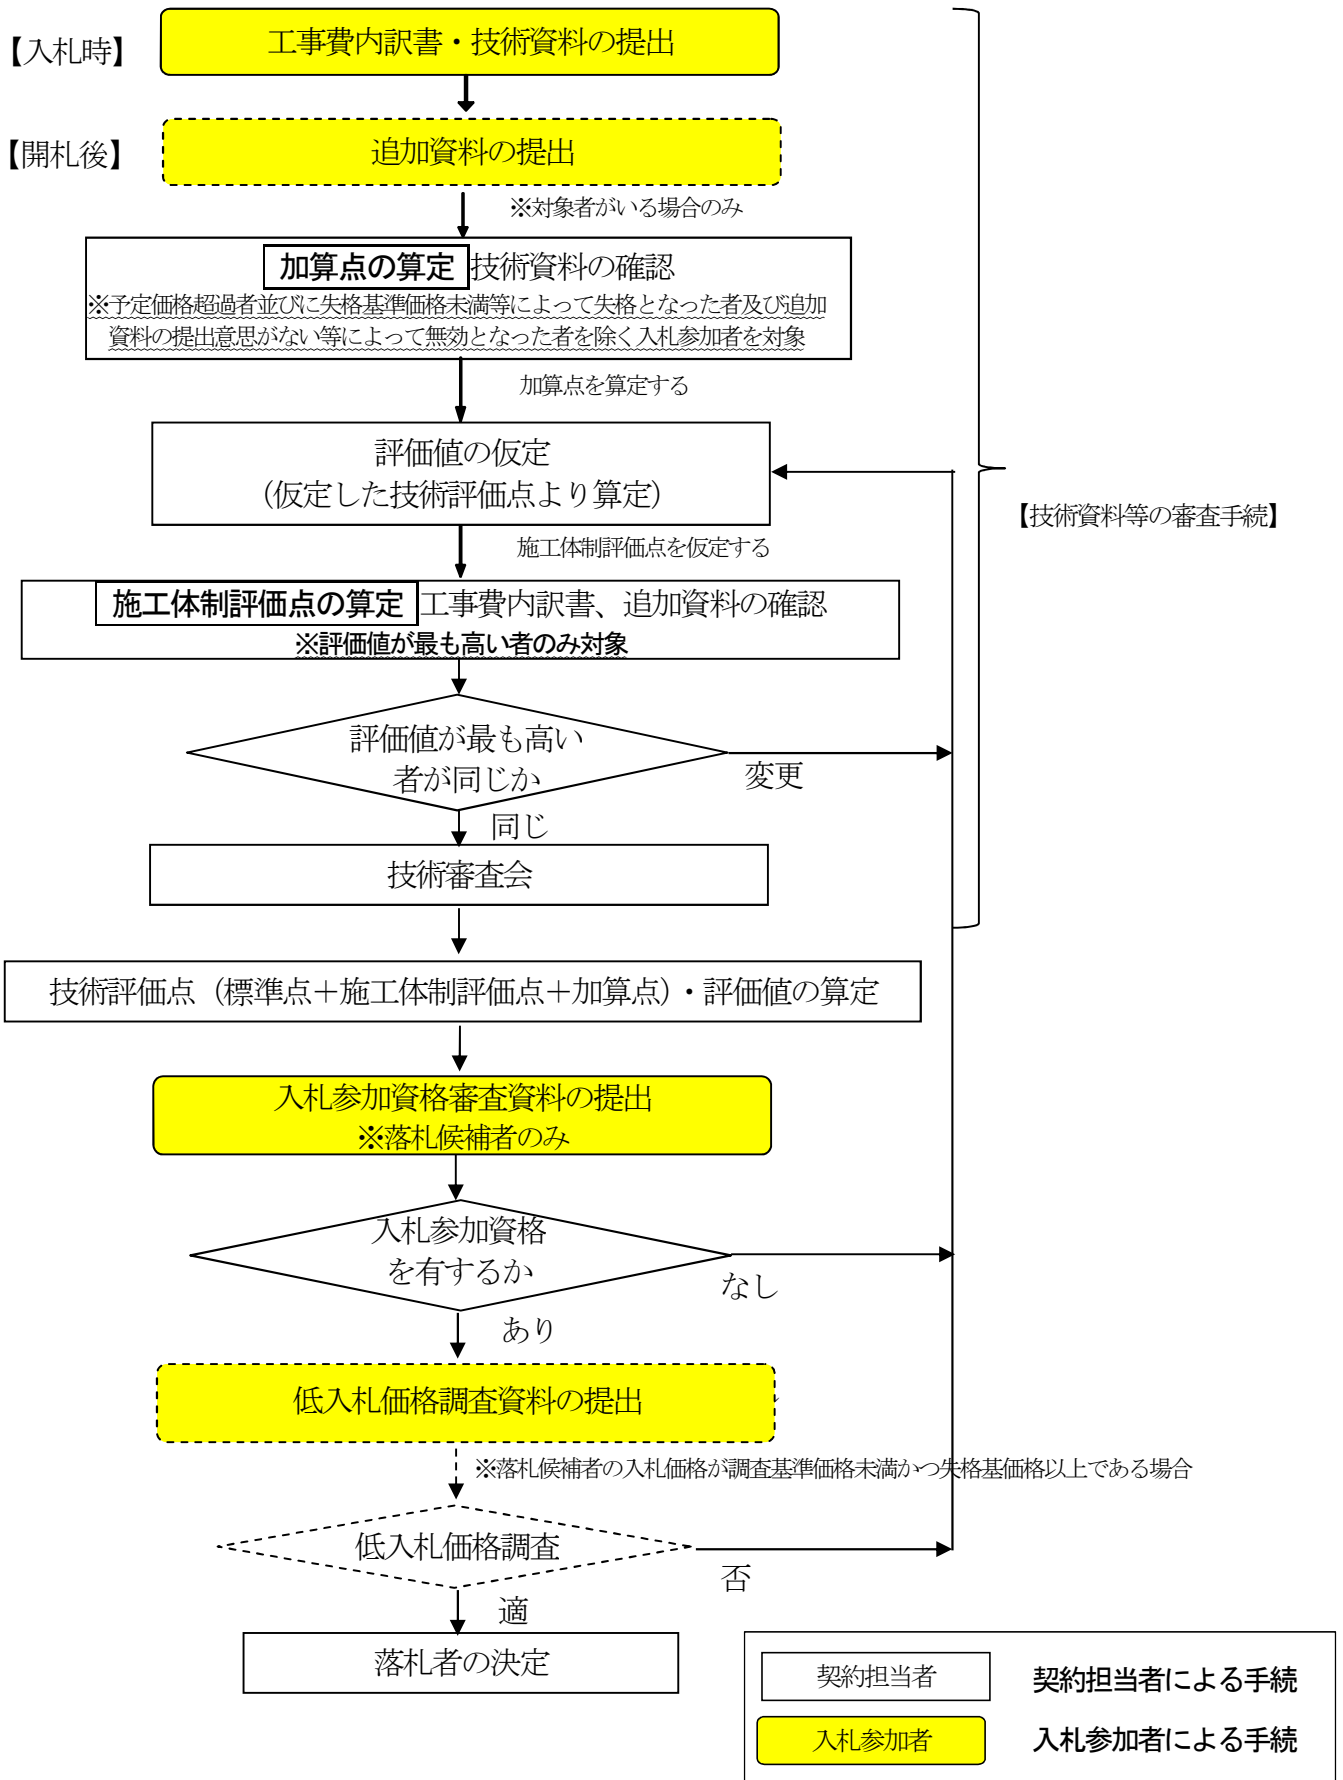 【入札時】
工事費内訳書・技術資料の提出
【開札後】
追加資料の提出
※対象者がいる場合のみ
加算点の算定 技術資料の確認
※予定価格超過者並びに失格基準価格未満等によって失格となった者及び追加
資料の提出意思がない等によって無効となった者を除く入札参加者を対象
加算点を算定する
評価値の仮定
（仮定した技術評価点より算定）
【技術資料等の審査手続】
施工体制評価点を仮定する
施工体制評価点の算定 工事費内訳書、追加資料の確認
※評価値が最も高い者のみ対象
評価値が最も高い
者が同じか
変更
同じ
技術審査会
技術評価点（標準点＋施工体制評価点＋加算点）・評価値の算定
入札参加資格審査資料の提出
※落札候補者のみ
入札参加資格
を有するか
なし
あり
低入札価格調査資料の提出
※落札候補者の入札価格が調査基準価格未満かつ失格基価格以上である場合
低入札価格調査
否
適
落札者の決定
契約担当者 契約担当者による手続
入札参加者 入札参加者による手続